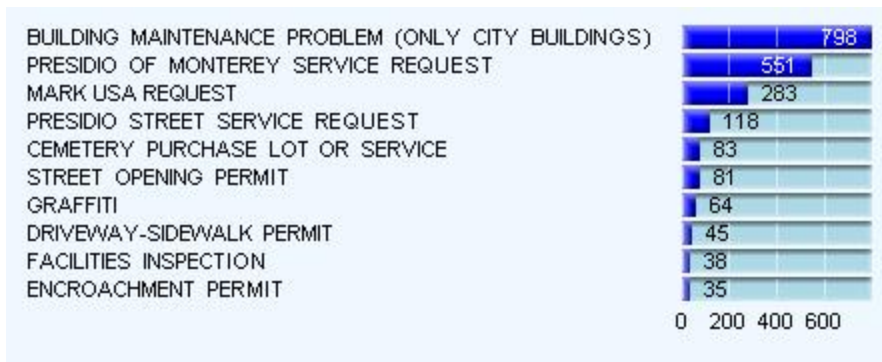 BUILDING MAINTENANCE PROBLEM (ONLY CITY BUILDINGS) 798
PRESIDIO OF MONTEREY SERVICE REQUEST 551
MARK USA REQUEST 283
PRESIDIO STREET SERVICE REQUEST 118
CEMETERY PURCHASE LOT OR SERVICE 83
STREET OPENING PERMIT 81
GRAFFITI 64
DRIVEWAY-SIDEWALK PERMIT 45
FACILITIES INSPECTION 38
ENCROACHMENT PERMIT 35
0 200 400 600